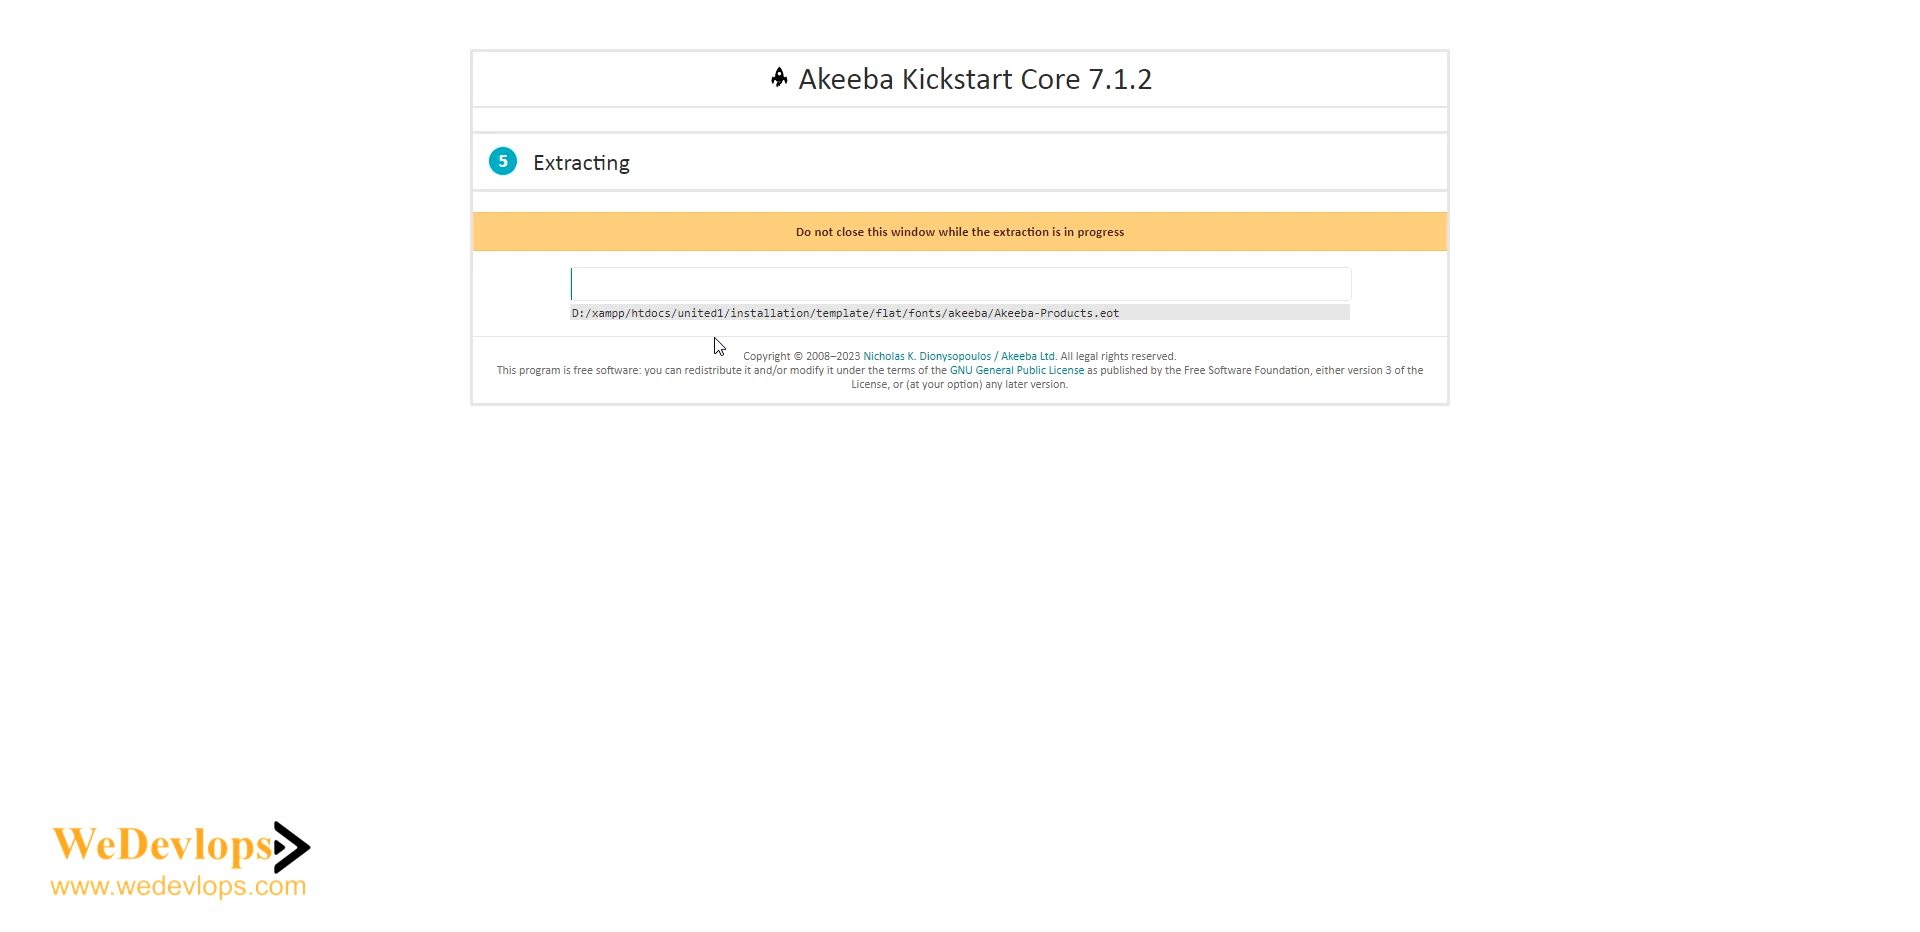 Akeeba Kickstart Core 7.1.2
5 Extracting
Do not close this window while the extraction is in progress
D:/xampp/htdocs/united1/installation/template/flat/fonts/akeeba/Akeeba-Products.eot
Copyright © 2008–2023 Nicholas K. Dionysopoulos / Akeeba Ltd. All legal rights reserved.
This program is free software: you can redistribute it and/or modify it under the terms of the GNU General Public License as published by the Free Software Foundation, either version 3 of the
License, or (at your option) any later version.
WeDevlops
www.wedevlops.com